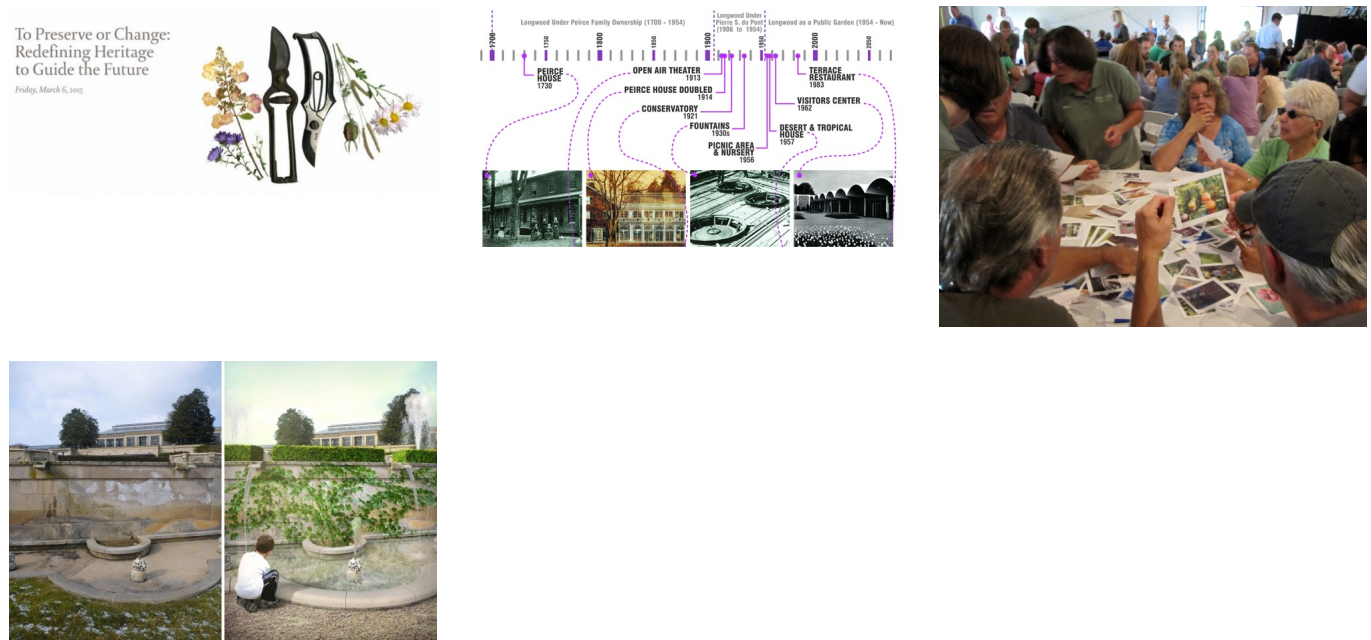 To Preserve or Change:
Redefining Heritage
to Guide the Future
Friday, March 6, 2015
Longwood Under Peirce Family Ownership (1700 - 1954)
Longwood Under
Pierre S. du Pont
(1906 to 1954)
Longwood as a Public Garden (1954 - Now)
1700
1750
1800
1850
1900
1950
2000
2050
PEIRCE
HOUSE
1730
OPEN AIR THEATER
1913
PEIRCE HOUSE DOUBLED
1914
CONSERVATORY
1921
FOUNTAINS
1930s
PICNIC AREA
& NURSERY
1956
TERRACE
RESTAURANT
1983
VISITORS CENTER
1962
DESERT & TROPICAL
HOUSE
1957